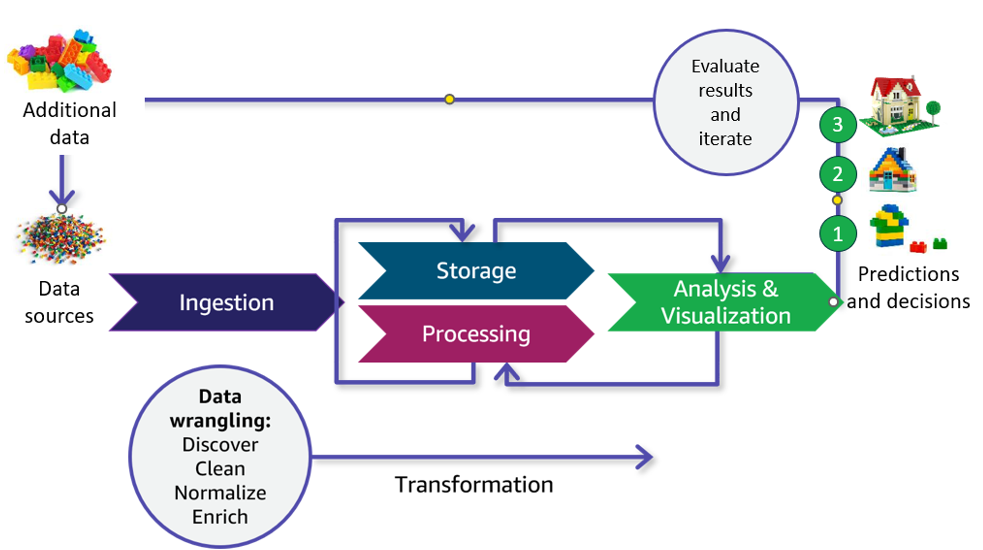 Additional
data
Evaluate
results
and
iterate
3
2
1
Data
sources
Ingestion
Storage
Processing
Analysis &
Visualization
Predictions
and decisions
Data
wrangling:
Discover
Clean
Normalize
Enrich
Transformation